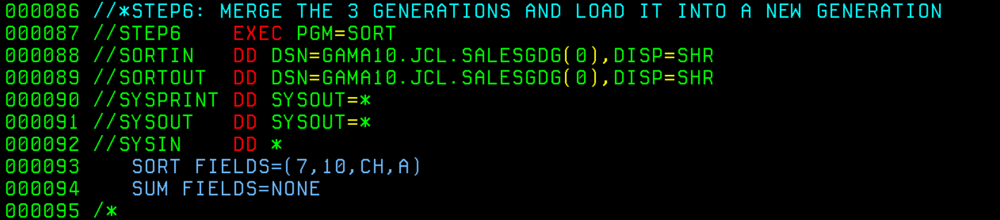 000086 //*STEP6: MERGE THE 3 GENERATIONS AND LOAD IT INTO A NEW GENERATION
000087 //STEP6    EXEC PGM=SORT
000088 //SORTIN   DD DSN=GAMA10.JCL.SALESGDG(0),DISP=SHR
000089 //SORTOUT  DD DSN=GAMA10.JCL.SALESGDG(0),DISP=SHR
000090 //SYSPRINT DD SYSOUT=*
000091 //SYSOUT   DD SYSOUT=*
000092 //SYSIN    DD *
000093    SORT FIELDS=(7,10,CH,A)
000094    SUM FIELDS=NONE
000095 /*